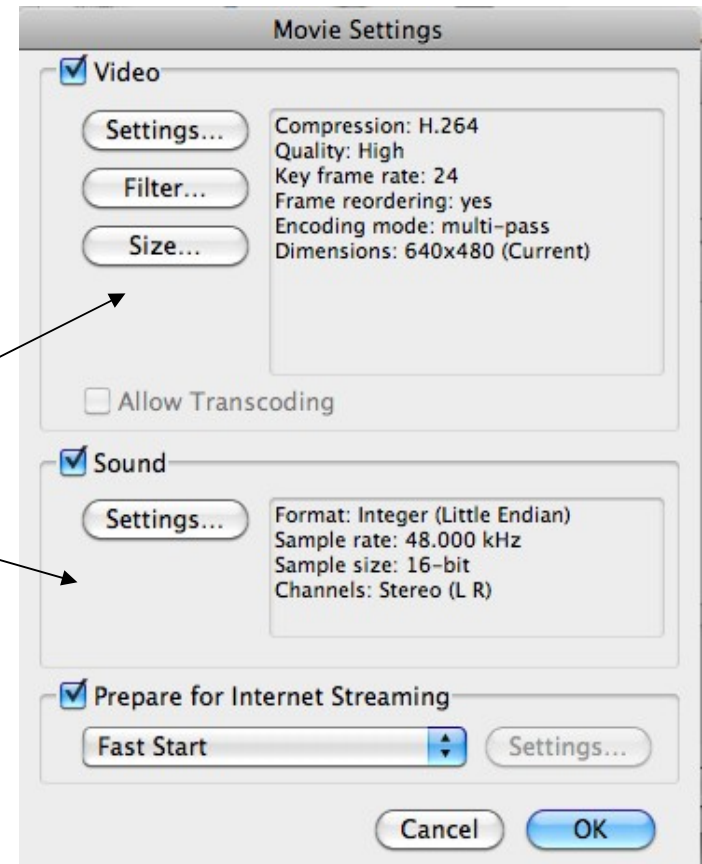 Movie Settings
Video
Settings...
Filter...
Size...
Compression: H.264
Quality: High
Key frame rate: 24
Frame reordering: yes
Encoding mode: multi-pass
Dimensions: 640x480 (Current)
Allow Transcoding
Sound
Settings...
Format: Integer (Little Endian)
Sample rate: 48.000 kHz
Sample size: 16-bit
Channels: Stereo (L R)
Prepare for Internet Streaming
Fast Start
Settings...
Cancel
OK